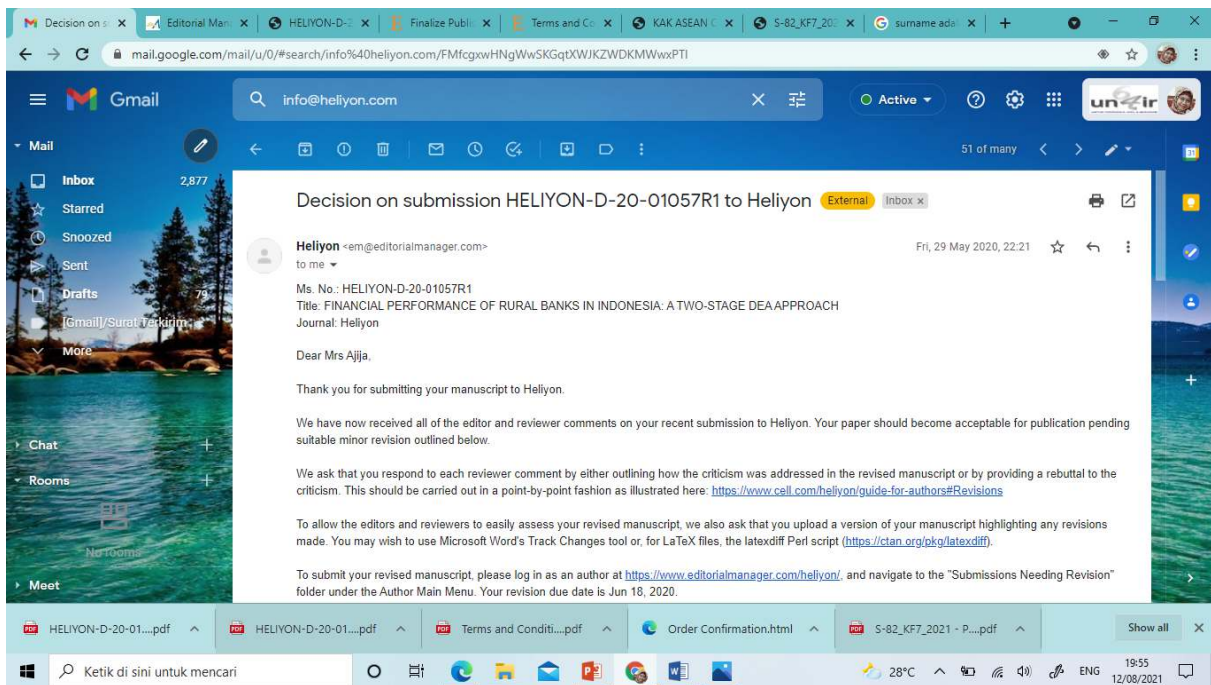 Decision on s
Editorial Man
HELIYON-D-2
Finalize Publi
Terms and Co
KAK ASEAN C
S-82_KF7_202
surname adal
mail.google.com/mail/u/0/#search/info%40heliyon.com/FMfcgxwHNgWwSKGqtXWJKZWDKMWwxPTl
Gmail
info@heliyon.com
Active
Mail
51 of many
Inbox 2,877
Starred
Snoozed
Sent
Drafts 79
[Gmail]/Surat Terkirim
More
Chat
Rooms
No rooms
Meet
Decision on submission HELIYON-D-20-01057R1 to Heliyon External Inbox x
Heliyon <em@editorialmanager.com> Fri, 29 May 2020, 22:21
to me
Ms. No.: HELIYON-D-20-01057R1
Title: FINANCIAL PERFORMANCE OF RURAL BANKS IN INDONESIA: A TWO-STAGE DEA APPROACH
Journal: Heliyon
Dear Mrs Ajija,
Thank you for submitting your manuscript to Heliyon.
We have now received all of the editor and reviewer comments on your recent submission to Heliyon. Your paper should become acceptable for publication pending
suitable minor revision outlined below.
We ask that you respond to each reviewer comment by either outlining how the criticism was addressed in the revised manuscript or by providing a rebuttal to the
criticism. This should be carried out in a point-by-point fashion as illustrated here: https://www.cell.com/heliyon/guide-for-authors#Revisions
To allow the editors and reviewers to easily assess your revised manuscript, we also ask that you upload a version of your manuscript highlighting any revisions
made. You may wish to use Microsoft Word's Track Changes tool or, for LaTeX files, the latexdiff Perl script (https://ctan.org/pkg/latexdiff).
To submit your revised manuscript, please log in as an author at https://www.editorialmanager.com/heliyon/, and navigate to the "Submissions Needing Revision"
folder under the Author Main Menu. Your revision due date is Jun 18, 2020.
HELIYON-D-20-01....pdf
HELIYON-D-20-01....pdf
Terms and Conditi....pdf
Order Confirmation.html
S-82_KF7_2021 - P....pdf
Show all
Ketik di sini untuk mencari
28°C
ENG
19:55
12/08/2021